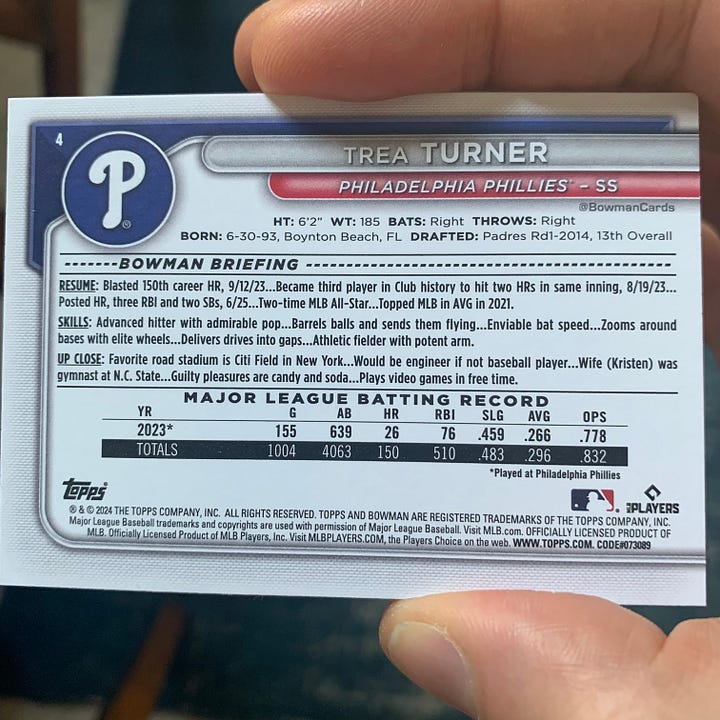 4
P
®
TREA TURNER
PHILADELPHIA PHILLIES™ – SS
@BowmanCards
HT: 6'2" WT: 185 BATS: Right THROWS: Right
BORN: 6-30-93, Boynton Beach, FL DRAFTED: Padres Rd1-2014, 13th Overall
BOWMAN BRIEFING
RESUME: Blasted 150th career HR, 9/12/23...Became third player in Club history to hit two HRs in same inning, 8/19/23...
Posted HR, three RBI and two SBs, 6/25...Two-time MLB All-Star...Topped MLB in AVG in 2021.
SKILLS: Advanced hitter with admirable pop...Barrels balls and sends them flying...Enviable bat speed...Zooms around
bases with elite wheels...Delivers drives into gaps...Athletic fielder with potent arm.
UP CLOSE: Favorite road stadium is Citi Field in New York...Would be engineer if not baseball player...Wife (Kristen) was
gymnast at N.C. State...Guilty pleasures are candy and soda...Plays video games in free time.
MAJOR LEAGUE BATTING RECORD
YR G AB HR RBI SLG AVG OPS
2023* 155 639 26 76 .459 .266 .778
TOTALS 1004 4063 150 510 .483 .296 .832
*Played at Philadelphia Phillies
Topps
MLB PLAYERS
® & © 2024 THE TOPPS COMPANY, INC. ALL RIGHTS RESERVED. TOPPS AND BOWMAN ARE REGISTERED TRADEMARKS OF THE TOPPS COMPANY, INC.
Major League Baseball trademarks and copyrights are used with permission of Major League Baseball. Visit MLB.com. OFFICIALLY LICENSED PRODUCT OF
MLB. Officially Licensed Product of MLB Players, Inc. Visit MLBPLAYERS.COM, the Players Choice on the web. WWW.TOPPS.COM. CODE#073089